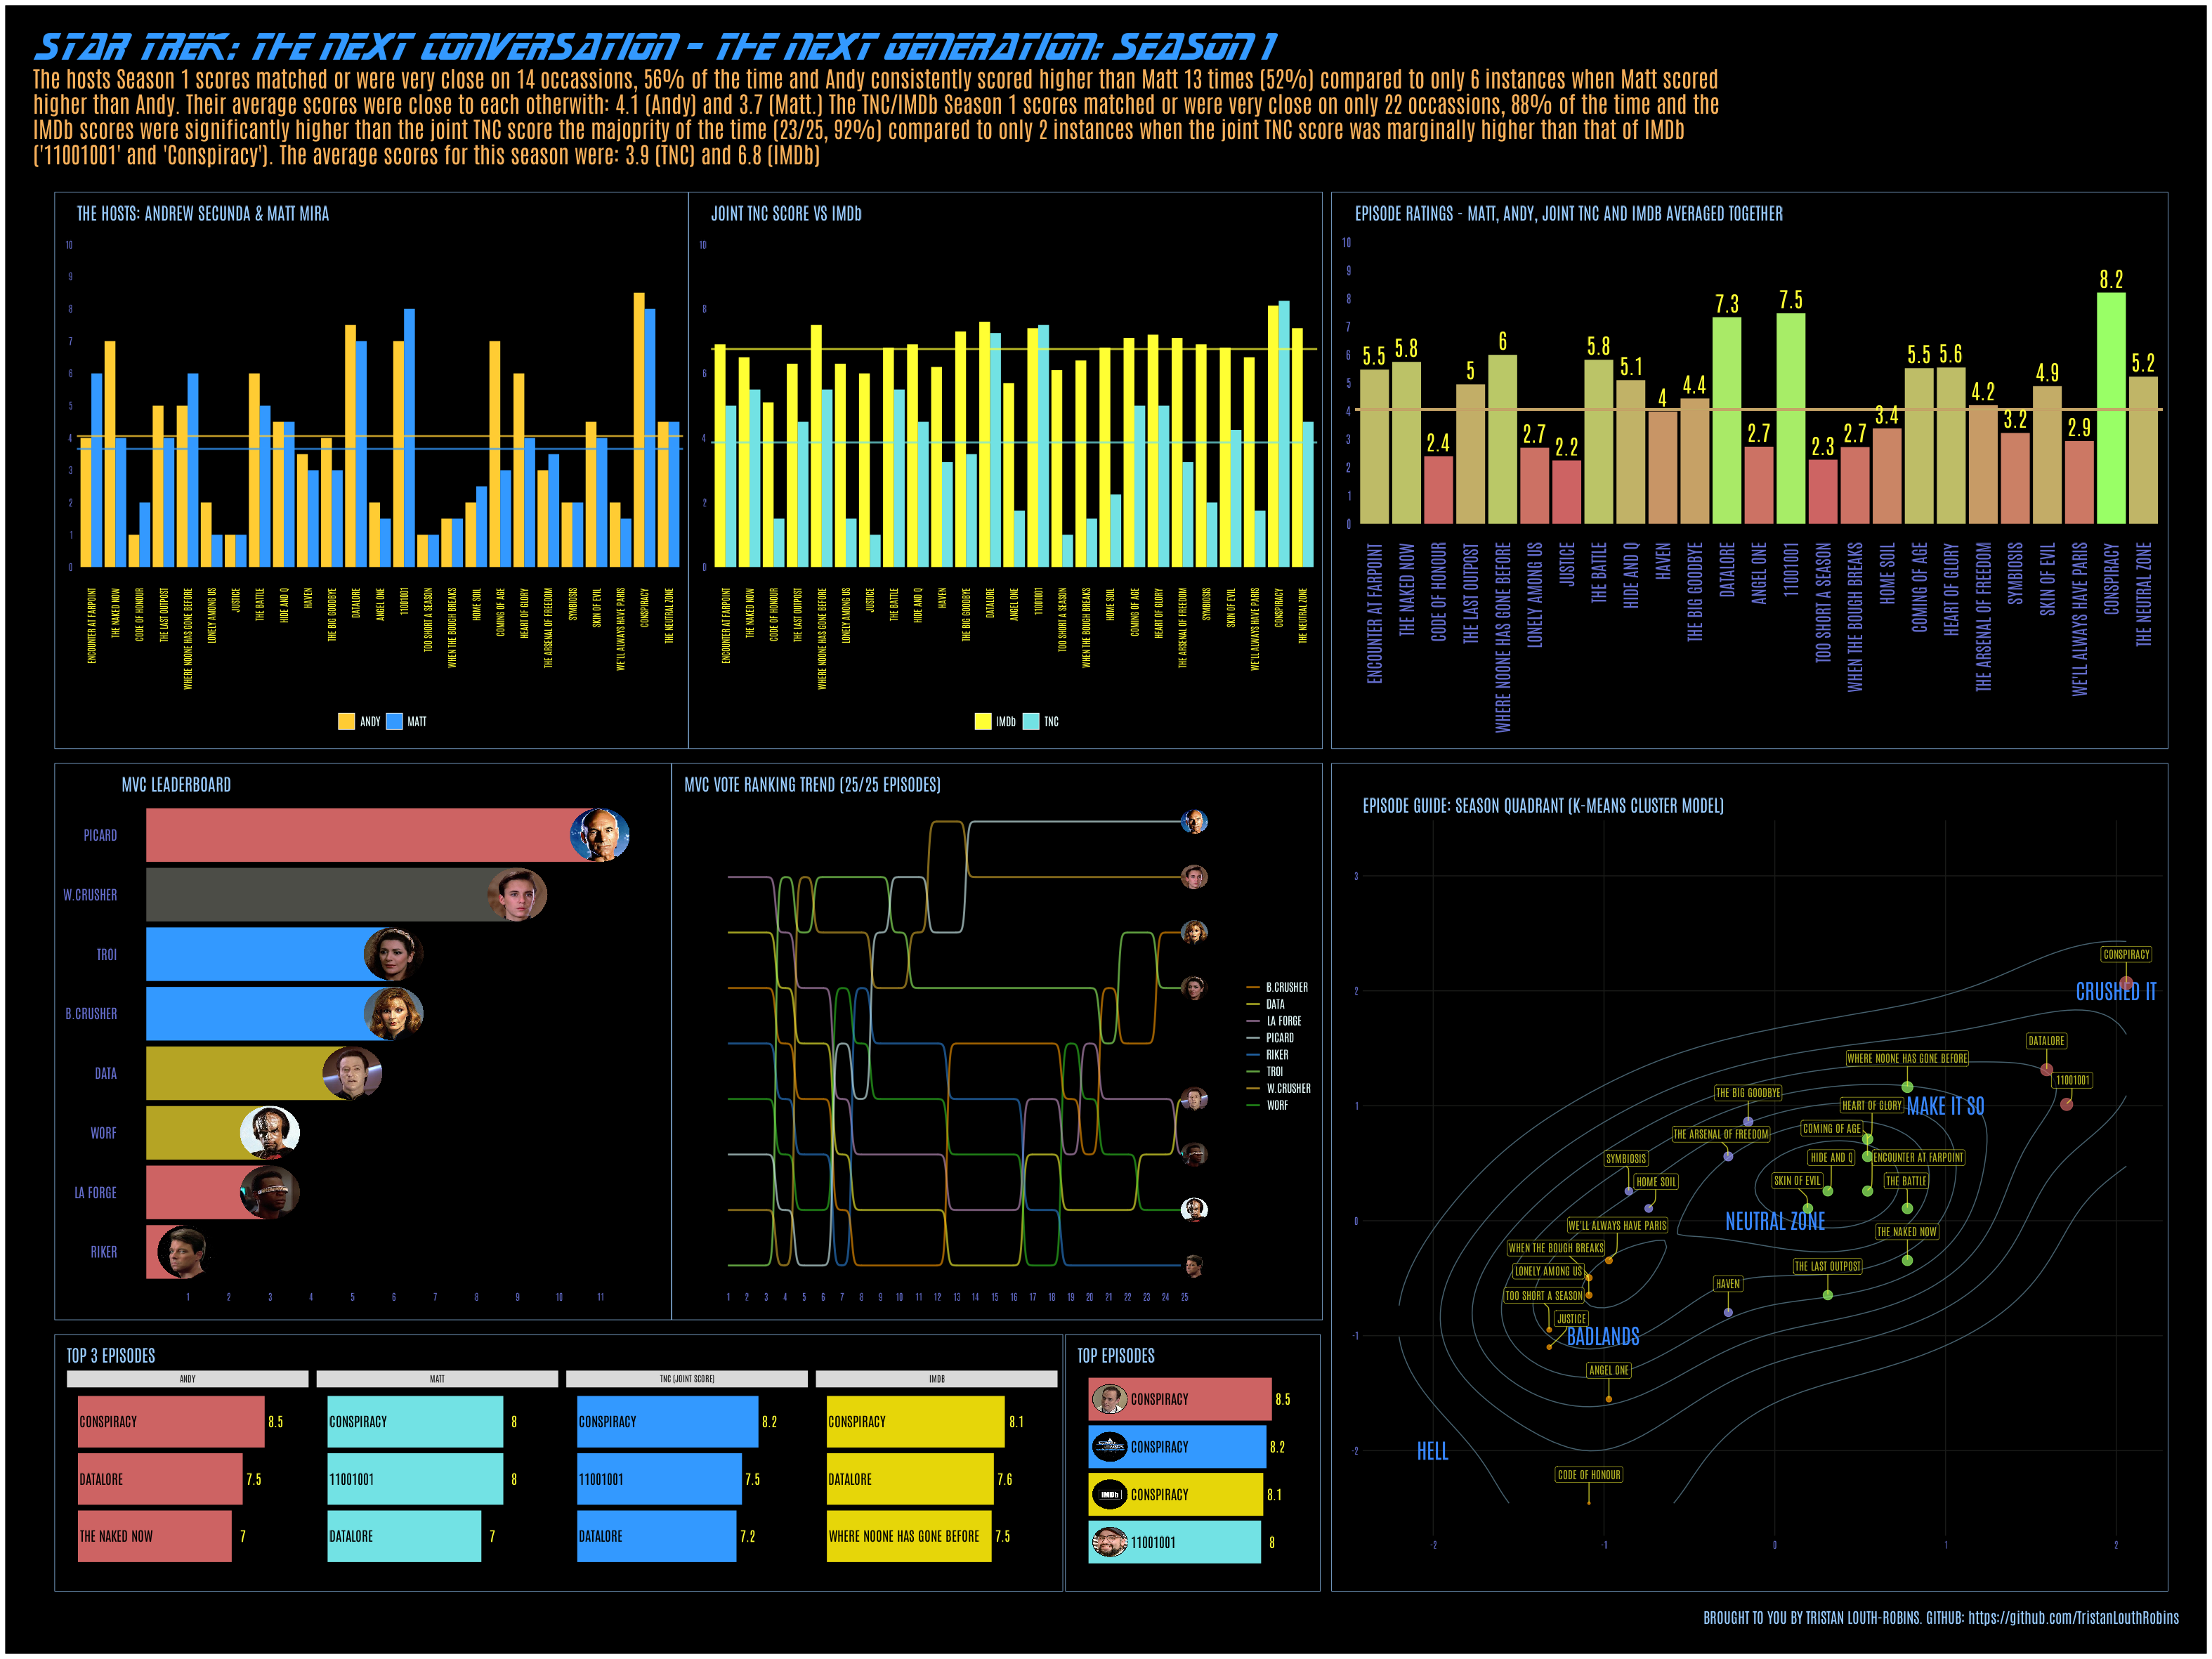 STAR TREK: THE NEXT CONVERSATION - THE NEXT GENERATION: SEASON 1
The hosts Season 1 scores matched or were very close on 14 occassions, 56% of the time and Andy consistently scored higher than Matt 13 times (52%) compared to only 6 instances when Matt scored
higher than Andy. Their average scores were close to each otherwith: 4.1 (Andy) and 3.7 (Matt.) The TNC/IMDb Season 1 scores matched or were very close on only 22 occassions, 88% of the time and the
IMDb scores were significantly higher than the joint TNC score the majoprity of the time (23/25, 92%) compared to only 2 instances when the joint TNC score was marginally higher than that of IMDb
('11001001' and 'Conspiracy'). The average scores for this season were: 3.9 (TNC) and 6.8 (IMDb)
THE HOSTS: ANDREW SECUNDA & MATT MIRA
10
9
8
7
6
5
4
3
2
1
0
ENCOUNTER AT FARPOINT
THE NAKED NOW
CODE OF HONOUR
THE LAST OUTPOST
WHERE NOONE HAS GONE BEFORE
LONELY AMONG US
JUSTICE
THE BATTLE
HIDE AND Q
HAVEN
THE BIG GOODBYE
DATALORE
ANGEL ONE
11001001
TOO SHORT A SEASON
WHEN THE BOUGH BREAKS
HOME SOIL
COMING OF AGE
HEART OF GLORY
THE ARSENAL OF FREEDOM
SYMBIOSIS
SKIN OF EVIL
WE'LL ALWAYS HAVE PARIS
CONSPIRACY
THE NEUTRAL ZONE
ANDY MATT
JOINT TNC SCORE VS IMDb
10
8
6
4
2
0
ENCOUNTER AT FARPOINT
THE NAKED NOW
CODE OF HONOUR
THE LAST OUTPOST
WHERE NOONE HAS GONE BEFORE
LONELY AMONG US
JUSTICE
THE BATTLE
HIDE AND Q
HAVEN
THE BIG GOODBYE
DATALORE
ANGEL ONE
11001001
TOO SHORT A SEASON
WHEN THE BOUGH BREAKS
HOME SOIL
COMING OF AGE
HEART OF GLORY
THE ARSENAL OF FREEDOM
SYMBIOSIS
SKIN OF EVIL
WE'LL ALWAYS HAVE PARIS
CONSPIRACY
THE NEUTRAL ZONE
IMDb TNC
EPISODE RATINGS - MATT, ANDY, JOINT TNC AND IMDB AVERAGED TOGETHER
10
9
8
7
6
5
4
3
2
1
0
5.5
5.8
2.4
5
6
2.7
2.2
5.8
5.1
4
4.4
7.3
2.7
7.5
2.3
2.7
3.4
5.5
5.6
4.2
3.2
4.9
2.9
8.2
5.2
ENCOUNTER AT FARPOINT
THE NAKED NOW
CODE OF HONOUR
THE LAST OUTPOST
WHERE NOONE HAS GONE BEFORE
LONELY AMONG US
JUSTICE
THE BATTLE
HIDE AND Q
HAVEN
THE BIG GOODBYE
DATALORE
ANGEL ONE
11001001
TOO SHORT A SEASON
WHEN THE BOUGH BREAKS
HOME SOIL
COMING OF AGE
HEART OF GLORY
THE ARSENAL OF FREEDOM
SYMBIOSIS
SKIN OF EVIL
WE'LL ALWAYS HAVE PARIS
CONSPIRACY
THE NEUTRAL ZONE
MVC LEADERBOARD
PICARD
W.CRUSHER
TROI
B.CRUSHER
DATA
WORF
LA FORGE
RIKER
1 2 3 4 5 6 7 8 9 10 11
MVC VOTE RANKING TREND (25/25 EPISODES)
B.CRUSHER
DATA
LA FORGE
PICARD
RIKER
TROI
W.CRUSHER
WORF
1 2 3 4 5 6 7 8 9 10 11 12 13 14 15 16 17 18 19 20 21 22 23 24 25
EPISODE GUIDE: SEASON QUADRANT (K-MEANS CLUSTER MODEL)
3
2
1
0
-1
-2
CONSPIRACY
CRUSHED IT
DATALORE
WHERE NOONE HAS GONE BEFORE
11001001
THE BIG GOODBYE
HEART OF GLORY
MAKE IT SO
COMING OF AGE
THE ARSENAL OF FREEDOM
SYMBIOSIS
HIDE AND Q
ENCOUNTER AT FARPOINT
HOME SOIL
SKIN OF EVIL
THE BATTLE
NEUTRAL ZONE
WE'LL ALWAYS HAVE PARIS
THE NAKED NOW
WHEN THE BOUGH BREAKS
LONELY AMONG US
THE LAST OUTPOST
HAVEN
TOO SHORT A SEASON
JUSTICE
BADLANDS
ANGEL ONE
HELL
CODE OF HONOUR
-2 -1 0 1 2
TOP 3 EPISODES
ANDY
CONSPIRACY 8.5
DATALORE 7.5
THE NAKED NOW 7
MATT
CONSPIRACY 8
11001001 8
DATALORE 7
TNC (JOINT SCORE)
CONSPIRACY 8.2
11001001 7.5
DATALORE 7.2
IMDB
CONSPIRACY 8.1
DATALORE 7.6
WHERE NOONE HAS GONE BEFORE 7.5
TOP EPISODES
CONSPIRACY 8.5
CONSPIRACY 8.2
IMDb CONSPIRACY 8.1
11001001 8
BROUGHT TO YOU BY TRISTAN LOUTH-ROBINS. GITHUB: https://github.com/TristanLouthRobins